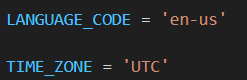 LANGUAGE_CODE = 'en-us'
TIME_ZONE = 'UTC'